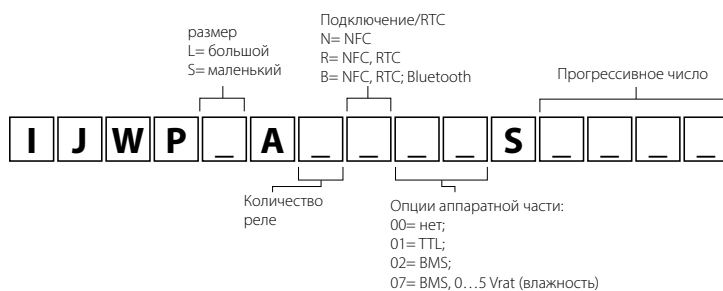 размер
L= большой
S= маленький
Подключение/RTC
N= NFC
R= NFC, RTC
B= NFC, RTC; Bluetooth
Прогрессивное число
I J W P _ A _ _ _ _ S _ _ _ _
Количество
реле
Опции аппаратной части:
00= нет;
01= TTL;
02= BMS;
07= BMS, 0…5 Vrat (влажность)